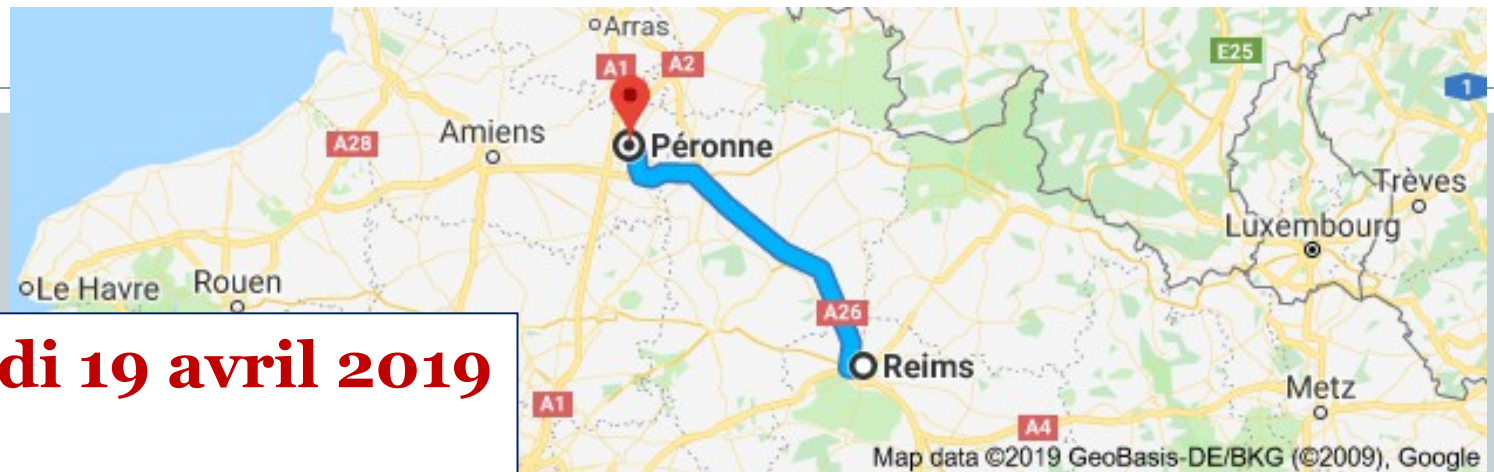 Arras
A1
A2
E25
1
A28
Amiens
Péronne
Trèves
Luxembourg
Le Havre
Rouen
A26
di 19 avril 2019
Reims
A1
Metz
A4
Map data ©2019 GeoBasis-DE/BKG (©2009), Google